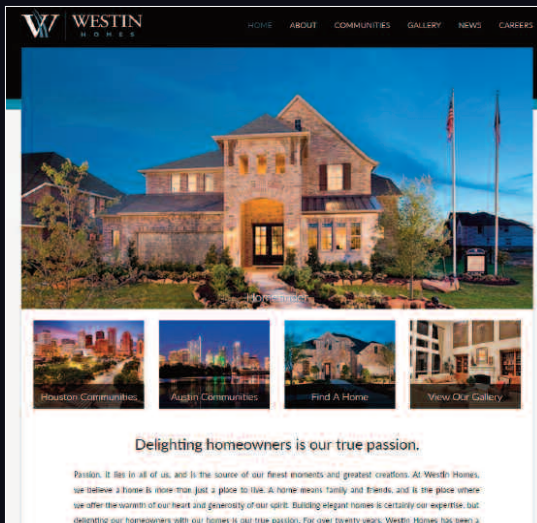 WESTIN
HOMES
HOME ABOUT COMMUNITIES GALLERY NEWS CAREERS
Home Finder
Houston Communities Austin Communities Find A Home View Our Gallery
Delighting homeowners is our true passion.
Passion. It lies in all of us, and is the source of our finest moments and greatest creations. At Westin Homes,
we believe a home is more than just a place to live. A home means family and friends, and is the place where
we offer the warmth of our heart and generosity of our spirit. Building elegant homes is certainly our expertise, but
delighting our homeowners with our homes is our true passion. For over twenty years, Westin Homes has been a